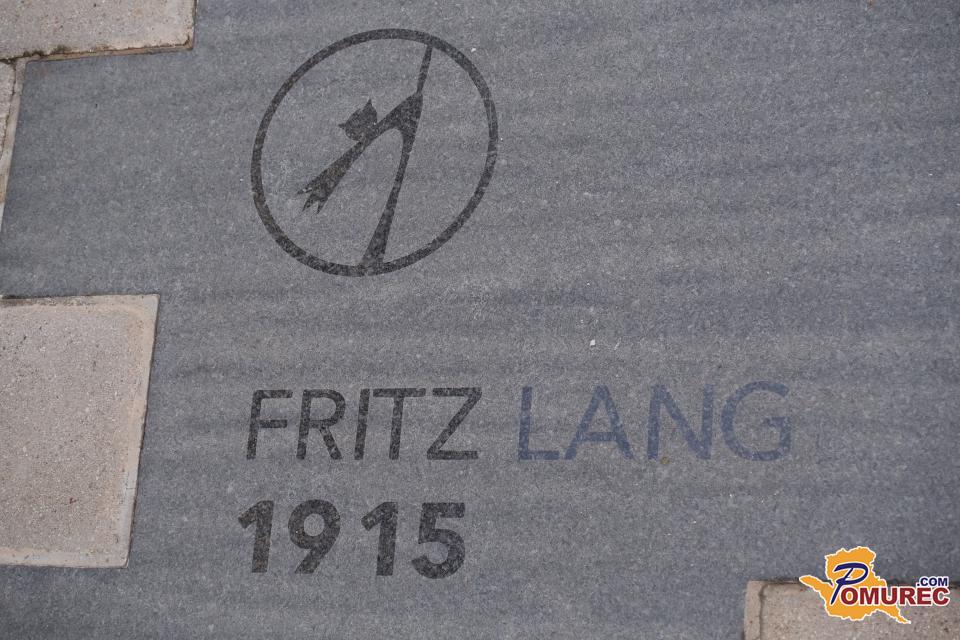 FRITZ LANG
1915
POMUREC
.COM